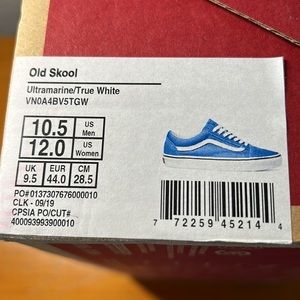 Old Skool
Ultramarine/True White
VN0A4BV5TGW
10.5 US Men
12.0 US Women
UK EUR CM
9.5 44.0 28.5
PO#0137307676000010
CLK - 09/19
CPSIA PO/CUT#
400093993900010
7 72259 45214 4